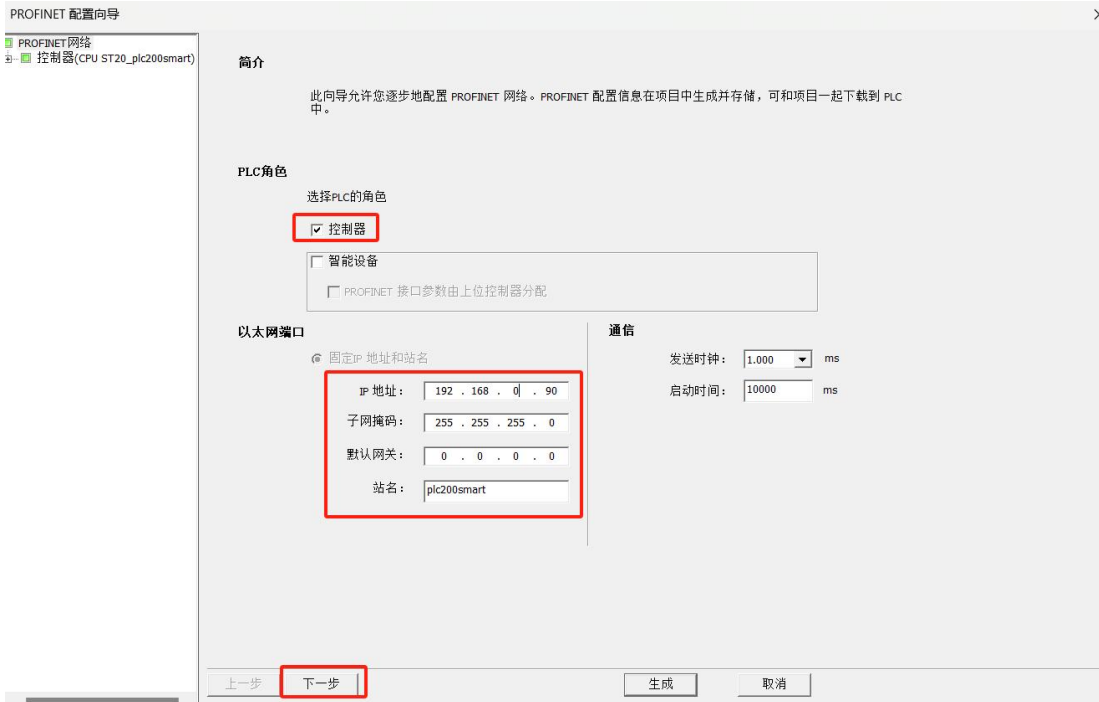 PROFINET 配置向导
PROFINET网络
控制器(CPU ST20_plc200smart)
简介
此向导允许您逐步地配置 PROFINET 网络。PROFINET 配置信息在项目中生成并存储，可和项目一起下载到 PLC
中。
PLC角色
选择PLC的角色
控制器
智能设备
PROFINET 接口参数由上位控制器分配
以太网端口
固定IP 地址和站名
IP 地址： 192 . 168 . 0 . 90
子网掩码： 255 . 255 . 255 . 0
默认网关： 0 . 0 . 0 . 0
站名： plc200smart
通信
发送时钟： 1.000 ms
启动时间： 10000 ms
上一步 下一步 生成 取消